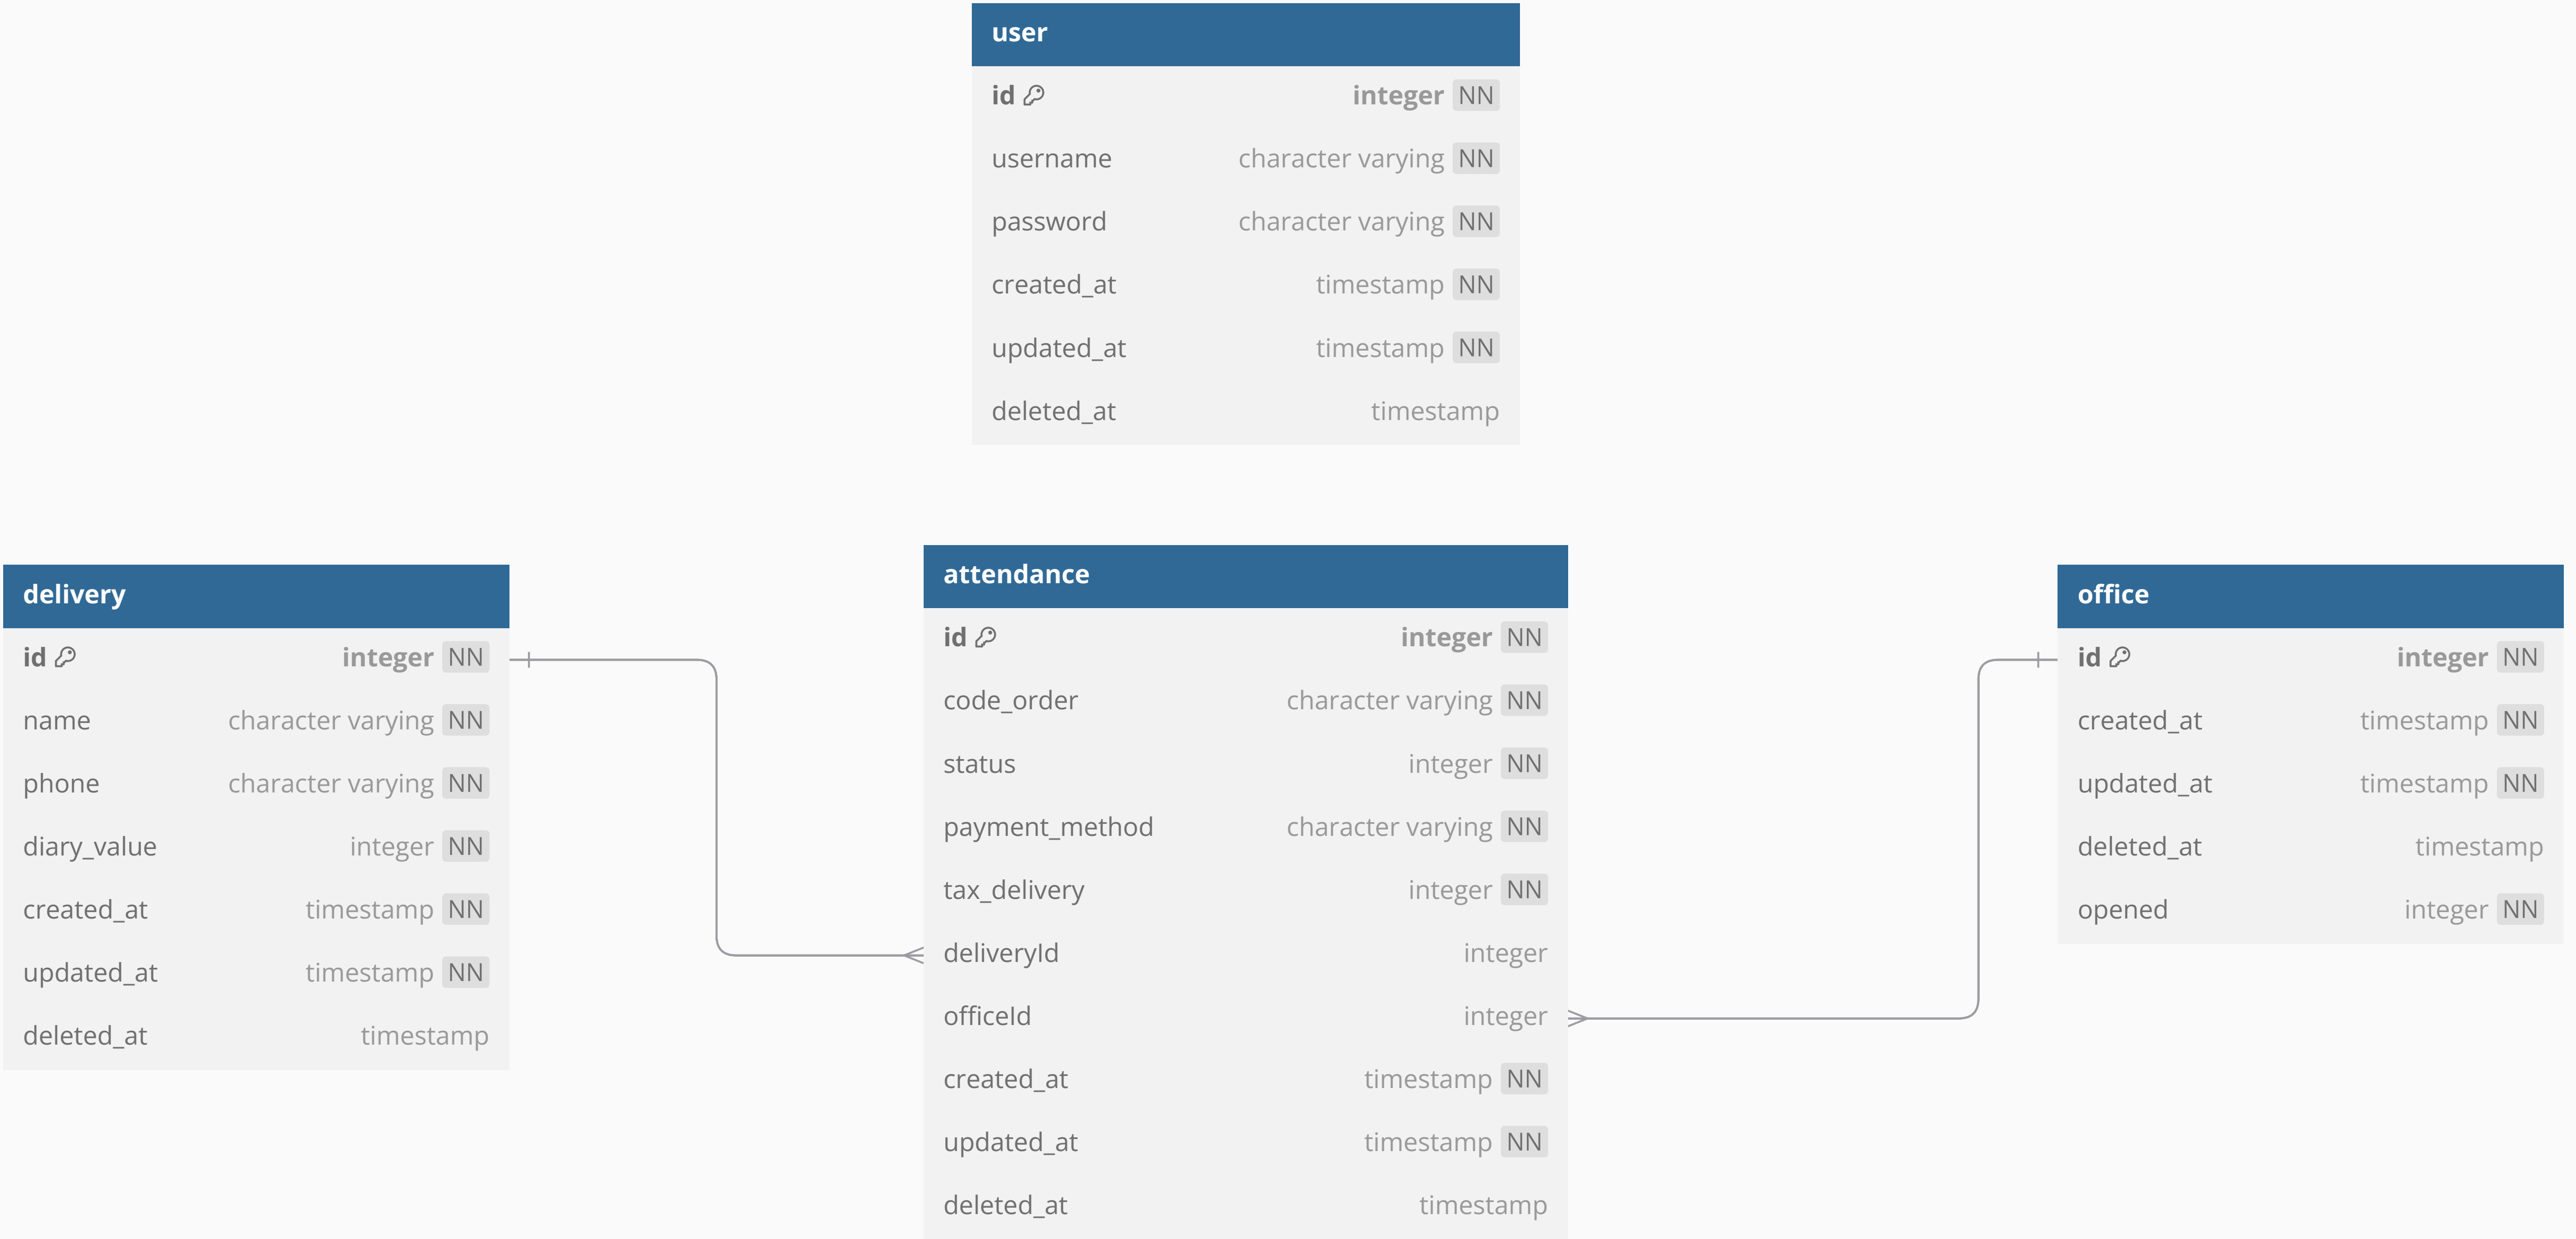 user
id integer NN
username character varying NN
password character varying NN
created_at timestamp NN
updated_at timestamp NN
deleted_at timestamp
delivery
id integer NN
name character varying NN
phone character varying NN
diary_value integer NN
created_at timestamp NN
updated_at timestamp NN
deleted_at timestamp
attendance
id integer NN
code_order character varying NN
status integer NN
payment_method character varying NN
tax_delivery integer NN
deliveryId integer
officeId integer
created_at timestamp NN
updated_at timestamp NN
deleted_at timestamp
office
id integer NN
created_at timestamp NN
updated_at timestamp NN
deleted_at timestamp
opened integer NN